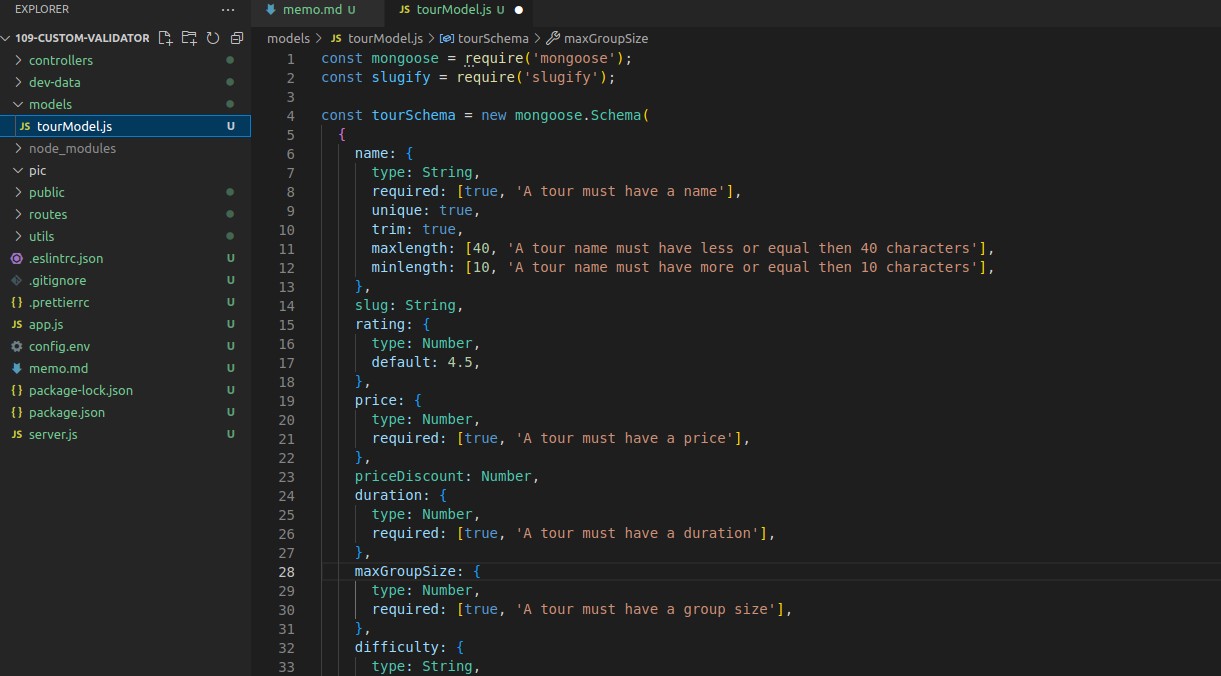 EXPLORER
···
109-CUSTOM-VALIDATOR
controllers
dev-data
models
JS tourModel.js U
node_modules
pic
public
routes
utils
.eslintrc.json U
.gitignore U
{} .prettierrc U
JS app.js U
config.env U
memo.md U
{} package-lock.json U
{} package.json U
JS server.js U
memo.md U
JS tourModel.js U ●
models > JS tourModel.js > tourSchema > maxGroupSize
1 const mongoose = require('mongoose');
2 const slugify = require('slugify');
3
4 const tourSchema = new mongoose.Schema(
5 {
6 name: {
7 type: String,
8 required: [true, 'A tour must have a name'],
9 unique: true,
10 trim: true,
11 maxlength: [40, 'A tour name must have less or equal then 40 characters'],
12 minlength: [10, 'A tour name must have more or equal then 10 characters'],
13 },
14 slug: String,
15 rating: {
16 type: Number,
17 default: 4.5,
18 },
19 price: {
20 type: Number,
21 required: [true, 'A tour must have a price'],
22 },
23 priceDiscount: Number,
24 duration: {
25 type: Number,
26 required: [true, 'A tour must have a duration'],
27 },
28 maxGroupSize: {
29 type: Number,
30 required: [true, 'A tour must have a group size'],
31 },
32 difficulty: {
33 type: String,